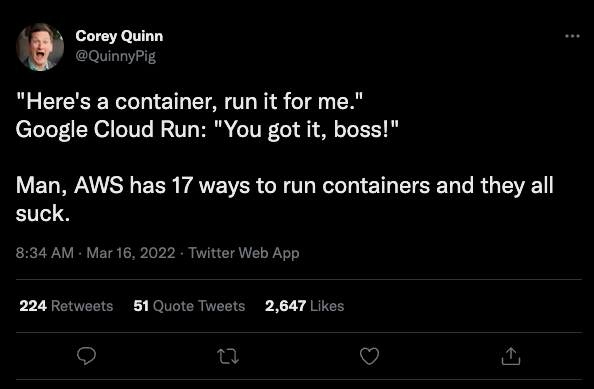 Corey Quinn
@QuinnyPig
"Here's a container, run it for me."
Google Cloud Run: "You got it, boss!"
Man, AWS has 17 ways to run containers and they all
suck.
8:34 AM · Mar 16, 2022 · Twitter Web App
224 Retweets 51 Quote Tweets 2,647 Likes